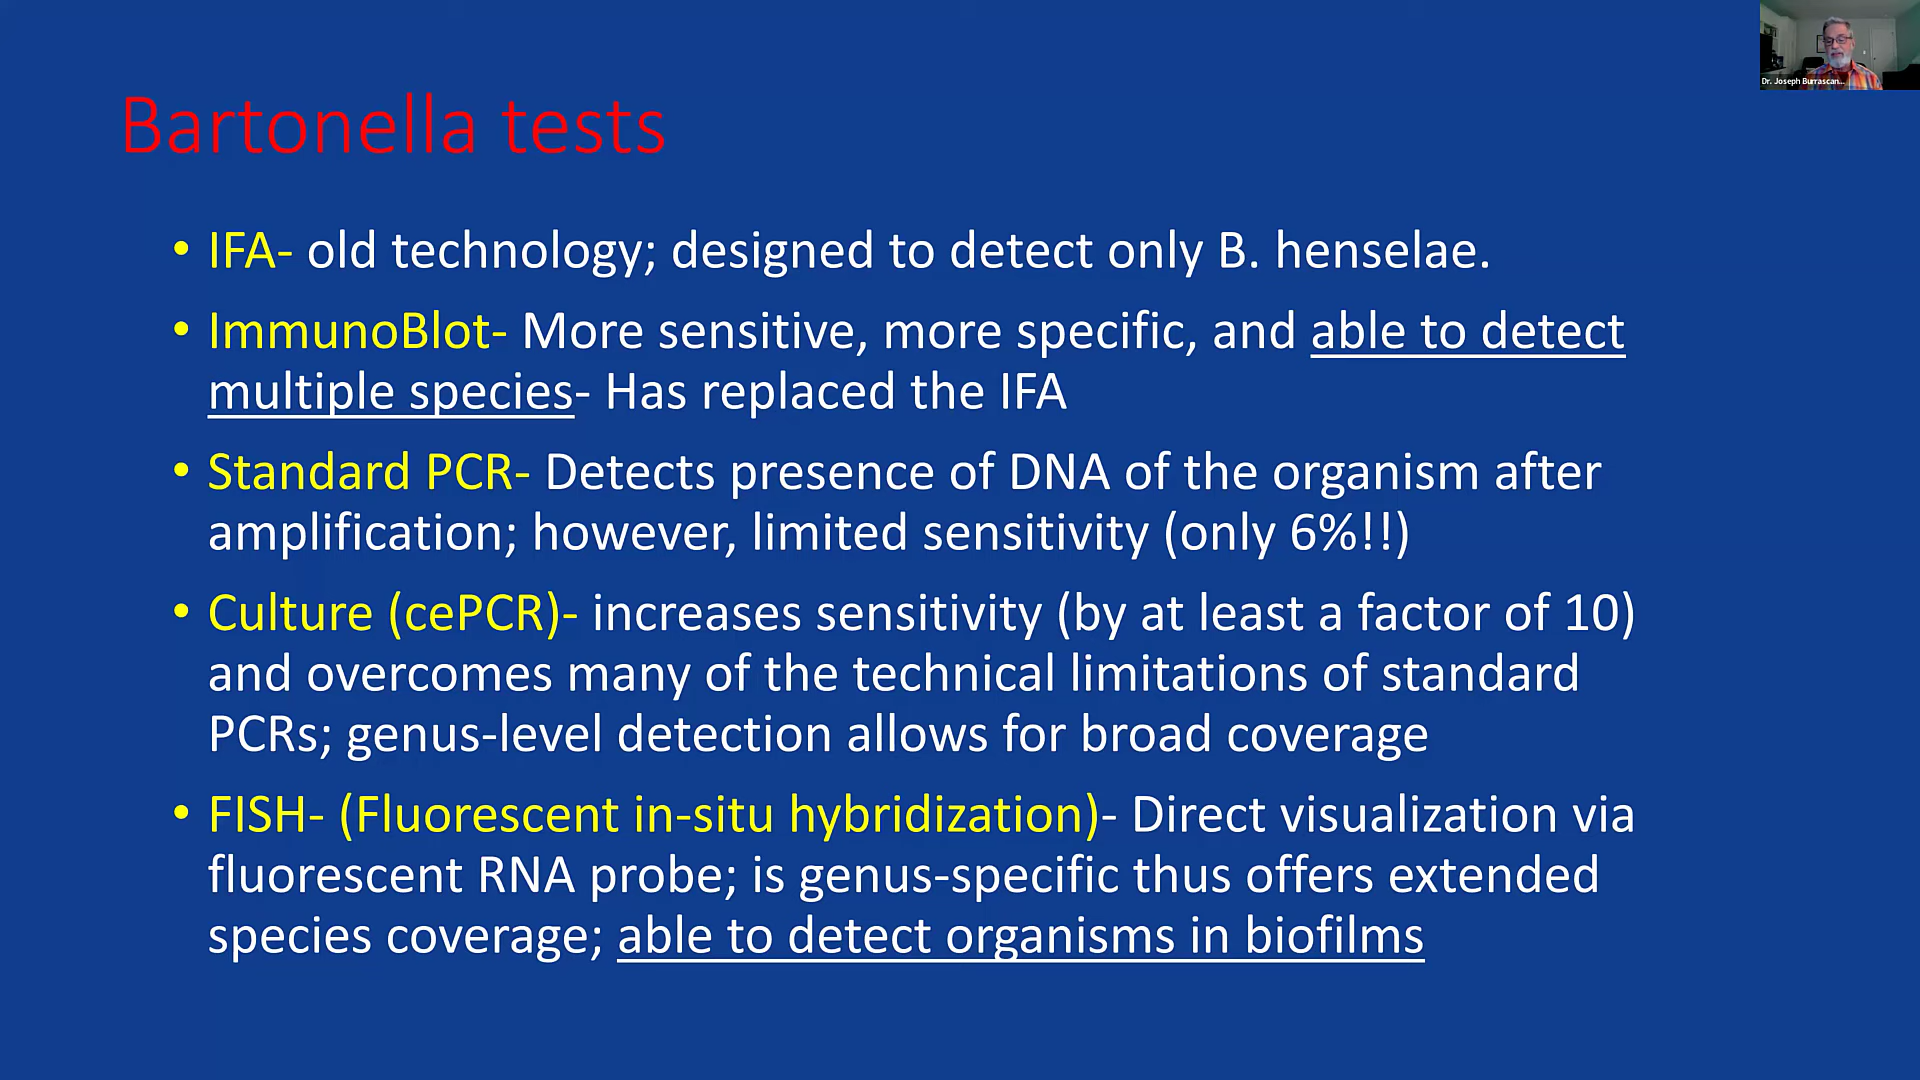 Dr. Joseph Burrascan...
Bartonella tests
• IFA- old technology; designed to detect only B. henselae.
• ImmunoBlot- More sensitive, more specific, and able to detect
multiple species- Has replaced the IFA
• Standard PCR- Detects presence of DNA of the organism after
amplification; however, limited sensitivity (only 6%!!)
• Culture (cePCR)- increases sensitivity (by at least a factor of 10)
and overcomes many of the technical limitations of standard
PCRs; genus-level detection allows for broad coverage
• FISH- (Fluorescent in-situ hybridization)- Direct visualization via
fluorescent RNA probe; is genus-specific thus offers extended
species coverage; able to detect organisms in biofilms